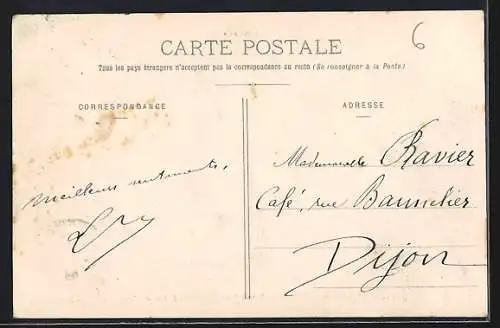 6
CARTE POSTALE
Tous les pays étrangers n'acceptent pas la correspondance au recto (Se renseigner à la Poste)
CORRESPONDANCE
ADRESSE
Meilleurs sentiments,
Mademoiselle Ravier
Café, rue
Dijon